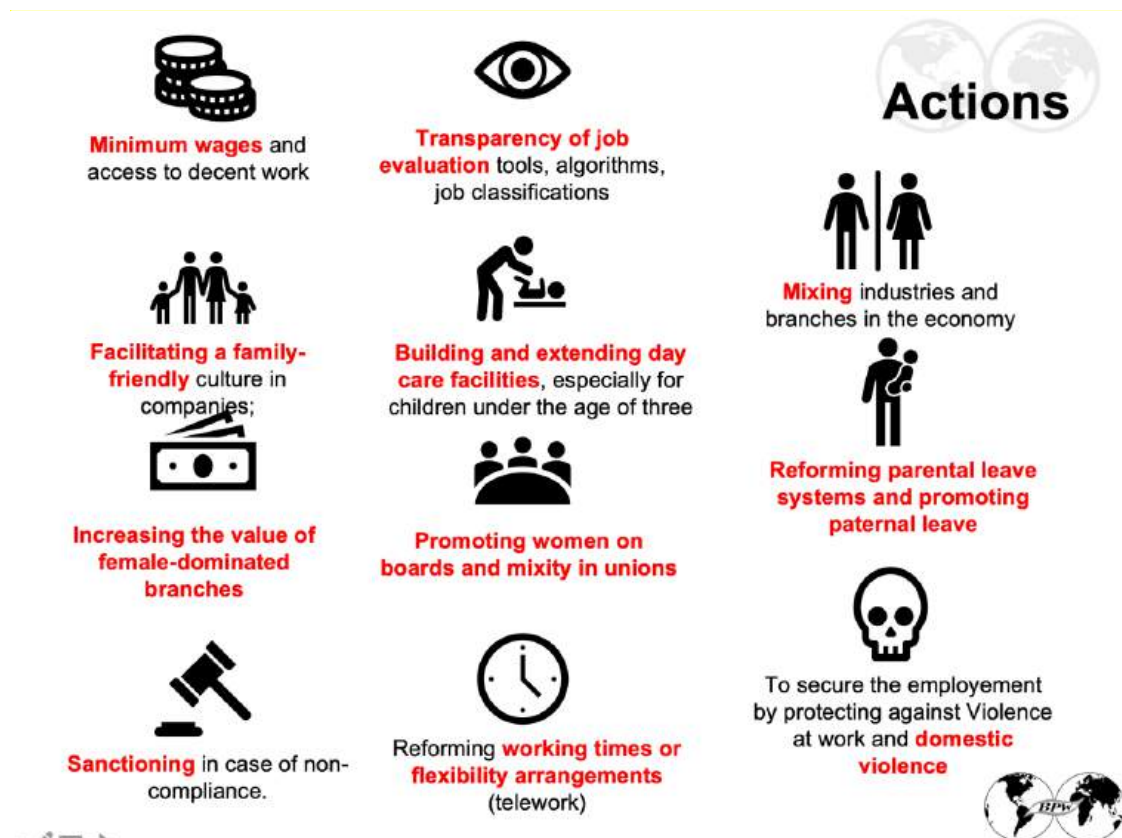 Actions
Minimum wages and
access to decent work
Transparency of job
evaluation tools, algorithms,
job classifications
Mixing industries and
branches in the economy
Facilitating a family-
friendly culture in
companies;
Building and extending day
care facilities, especially for
children under the age of three
Reforming parental leave
systems and promoting
paternal leave
Increasing the value of
female-dominated
branches
Promoting women on
boards and mixity in unions
To secure the employement
by protecting against Violence
at work and domestic
violence
Sanctioning in case of non-
compliance.
Reforming working times or
flexibility arrangements
(telework)
BPW